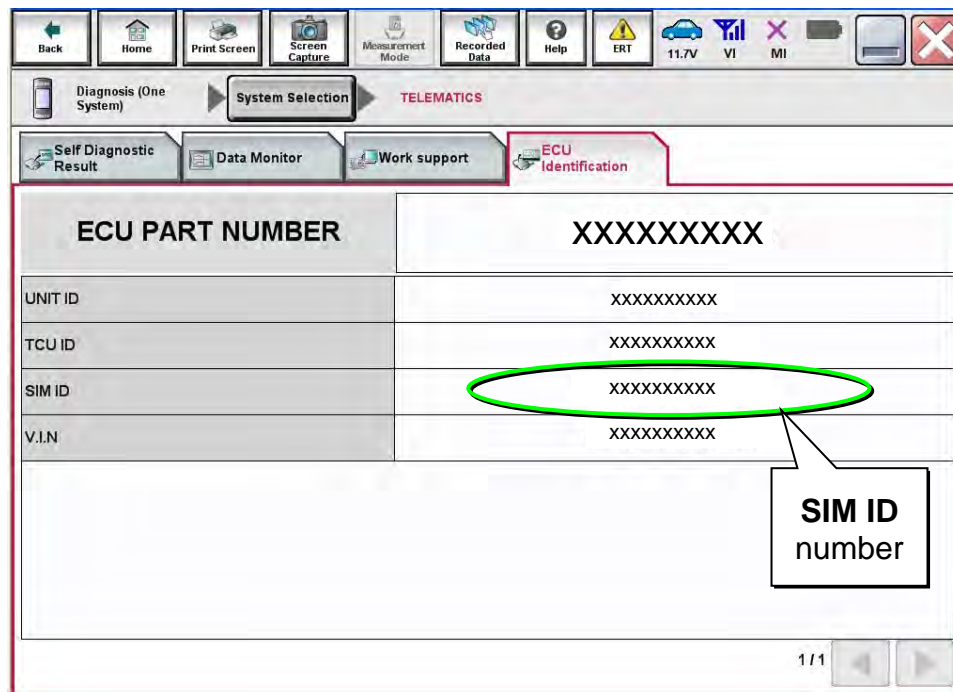 Back
Home
Print Screen
Screen
Capture
Measurement
Mode
Recorded
Data
Help
ERT
11.7V
VI
MI
Diagnosis (One
System)
System Selection
TELEMATICS
Self Diagnostic
Result
Data Monitor
Work support
ECU
Identification
ECU PART NUMBER XXXXXXXXX
UNIT ID xxxxxxxxxx
TCU ID xxxxxxxxxx
SIM ID xxxxxxxxxx
V.I.N xxxxxxxxxx
SIM ID
number
1 / 1